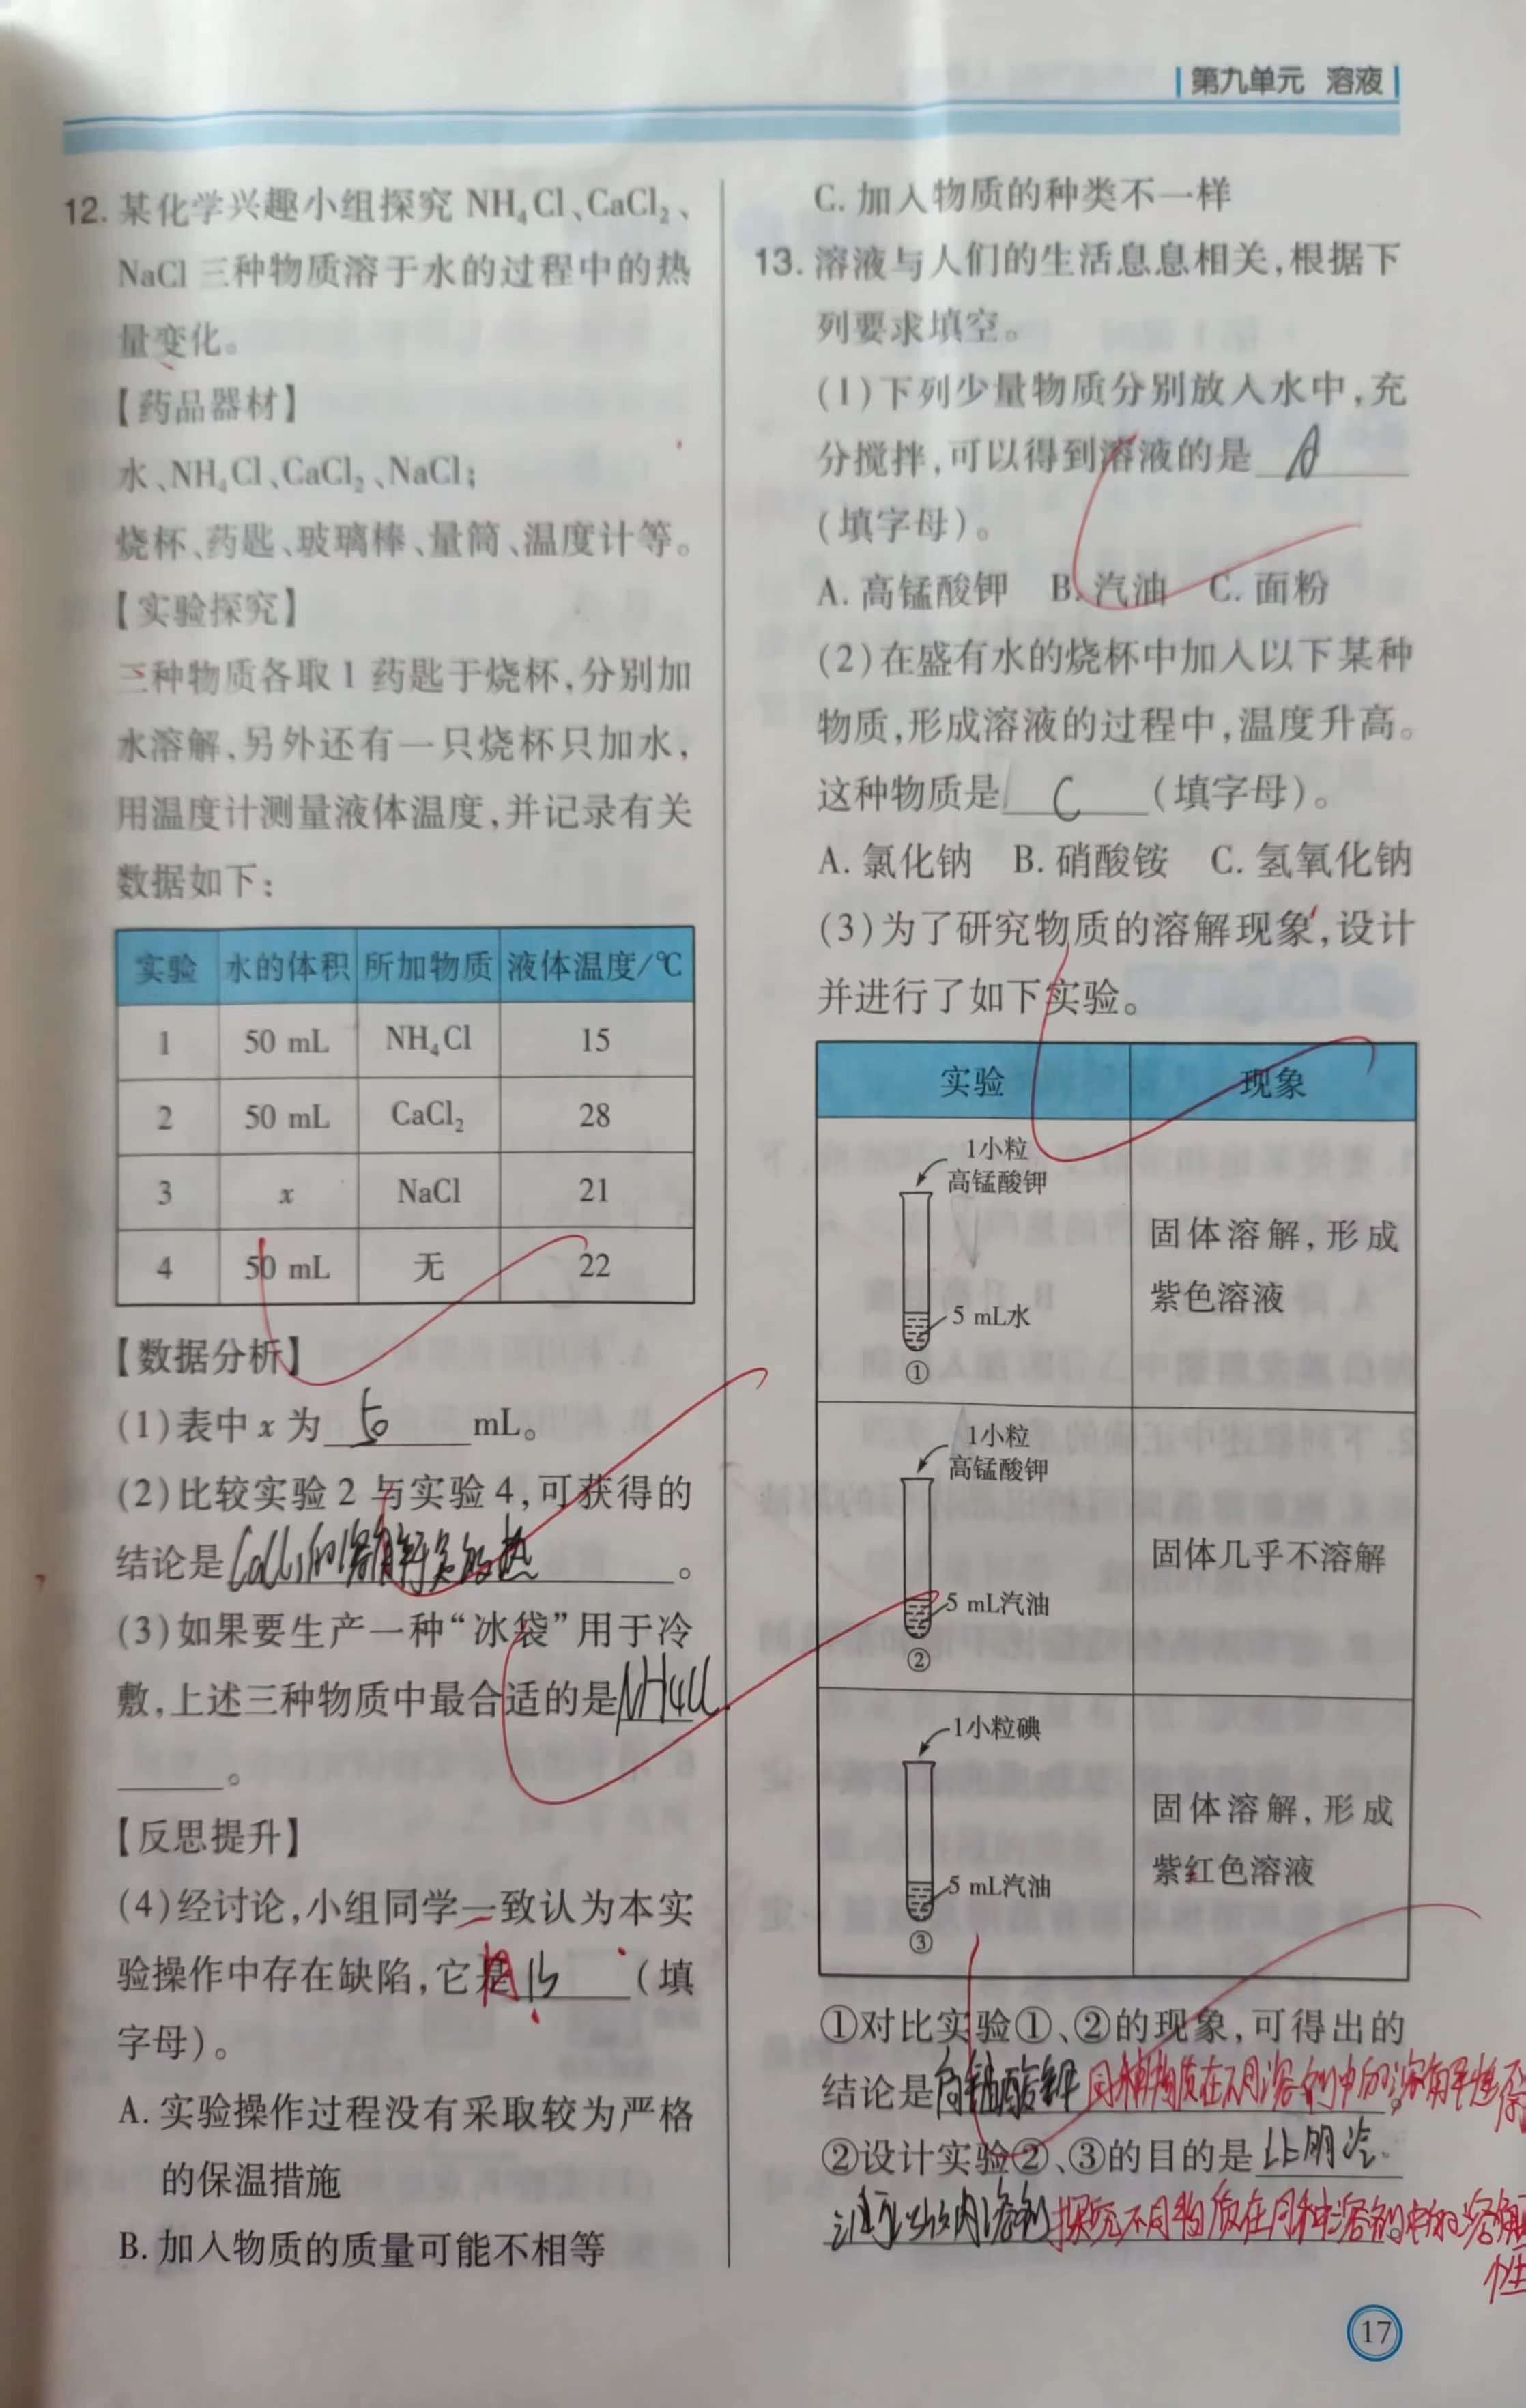 第九单元 溶液
12. 某化学兴趣小组探究 NH₄Cl、CaCl₂、
NaCl 三种物质溶于水的过程中的热
量变化。
【药品器材】
水、NH₄Cl、CaCl₂、NaCl;
烧杯、药匙、玻璃棒、量筒、温度计等。
【实验探究】
三种物质各取 1 药匙于烧杯,分别加
水溶解,另外还有一只烧杯只加水,
用温度计测量液体温度,并记录有关
数据如下:
实验 水的体积 所加物质 液体温度/℃
1 50 mL NH₄Cl 15
2 50 mL CaCl₂ 28
3 x NaCl 21
4 50 mL 无 22
【数据分析】
(1)表中 x 为 50 mL。
(2)比较实验 2 与实验 4,可获得的
结论是 热 。
(3)如果要生产一种“冰袋”用于冷
敷,上述三种物质中最合适的是 NH4Cl
。
【反思提升】
(4)经讨论,小组同学一致认为本实
验操作中存在缺陷,它是 AB (填
字母)。
A. 实验操作过程没有采取较为严格
的保温措施
B. 加入物质的质量可能不相等
C. 加入物质的种类不一样
13. 溶液与人们的生活息息相关,根据下
列要求填空。
(1)下列少量物质分别放入水中,充
分搅拌,可以得到溶液的是 A
(填字母)。
A. 高锰酸钾 B. 汽油 C. 面粉
(2)在盛有水的烧杯中加入以下某种
物质,形成溶液的过程中,温度升高。
这种物质是 C (填字母)。
A. 氯化钠 B. 硝酸铵 C. 氢氧化钠
(3)为了研究物质的溶解现象,设计
并进行了如下实验。
实验 现象
1小粒
高锰酸钾
5 mL水
①
固体溶解,形成
紫色溶液
1小粒
高锰酸钾
5 mL汽油
②
固体几乎不溶解
1小粒碘
5 mL汽油
③
固体溶解,形成
紫红色溶液
①对比实验①、②的现象,可得出的
结论是 高锰酸钾 同种物质在不同溶剂中的溶解性不同
②设计实验②、③的目的是
探究不同物质在同种溶剂中的溶解
性
17